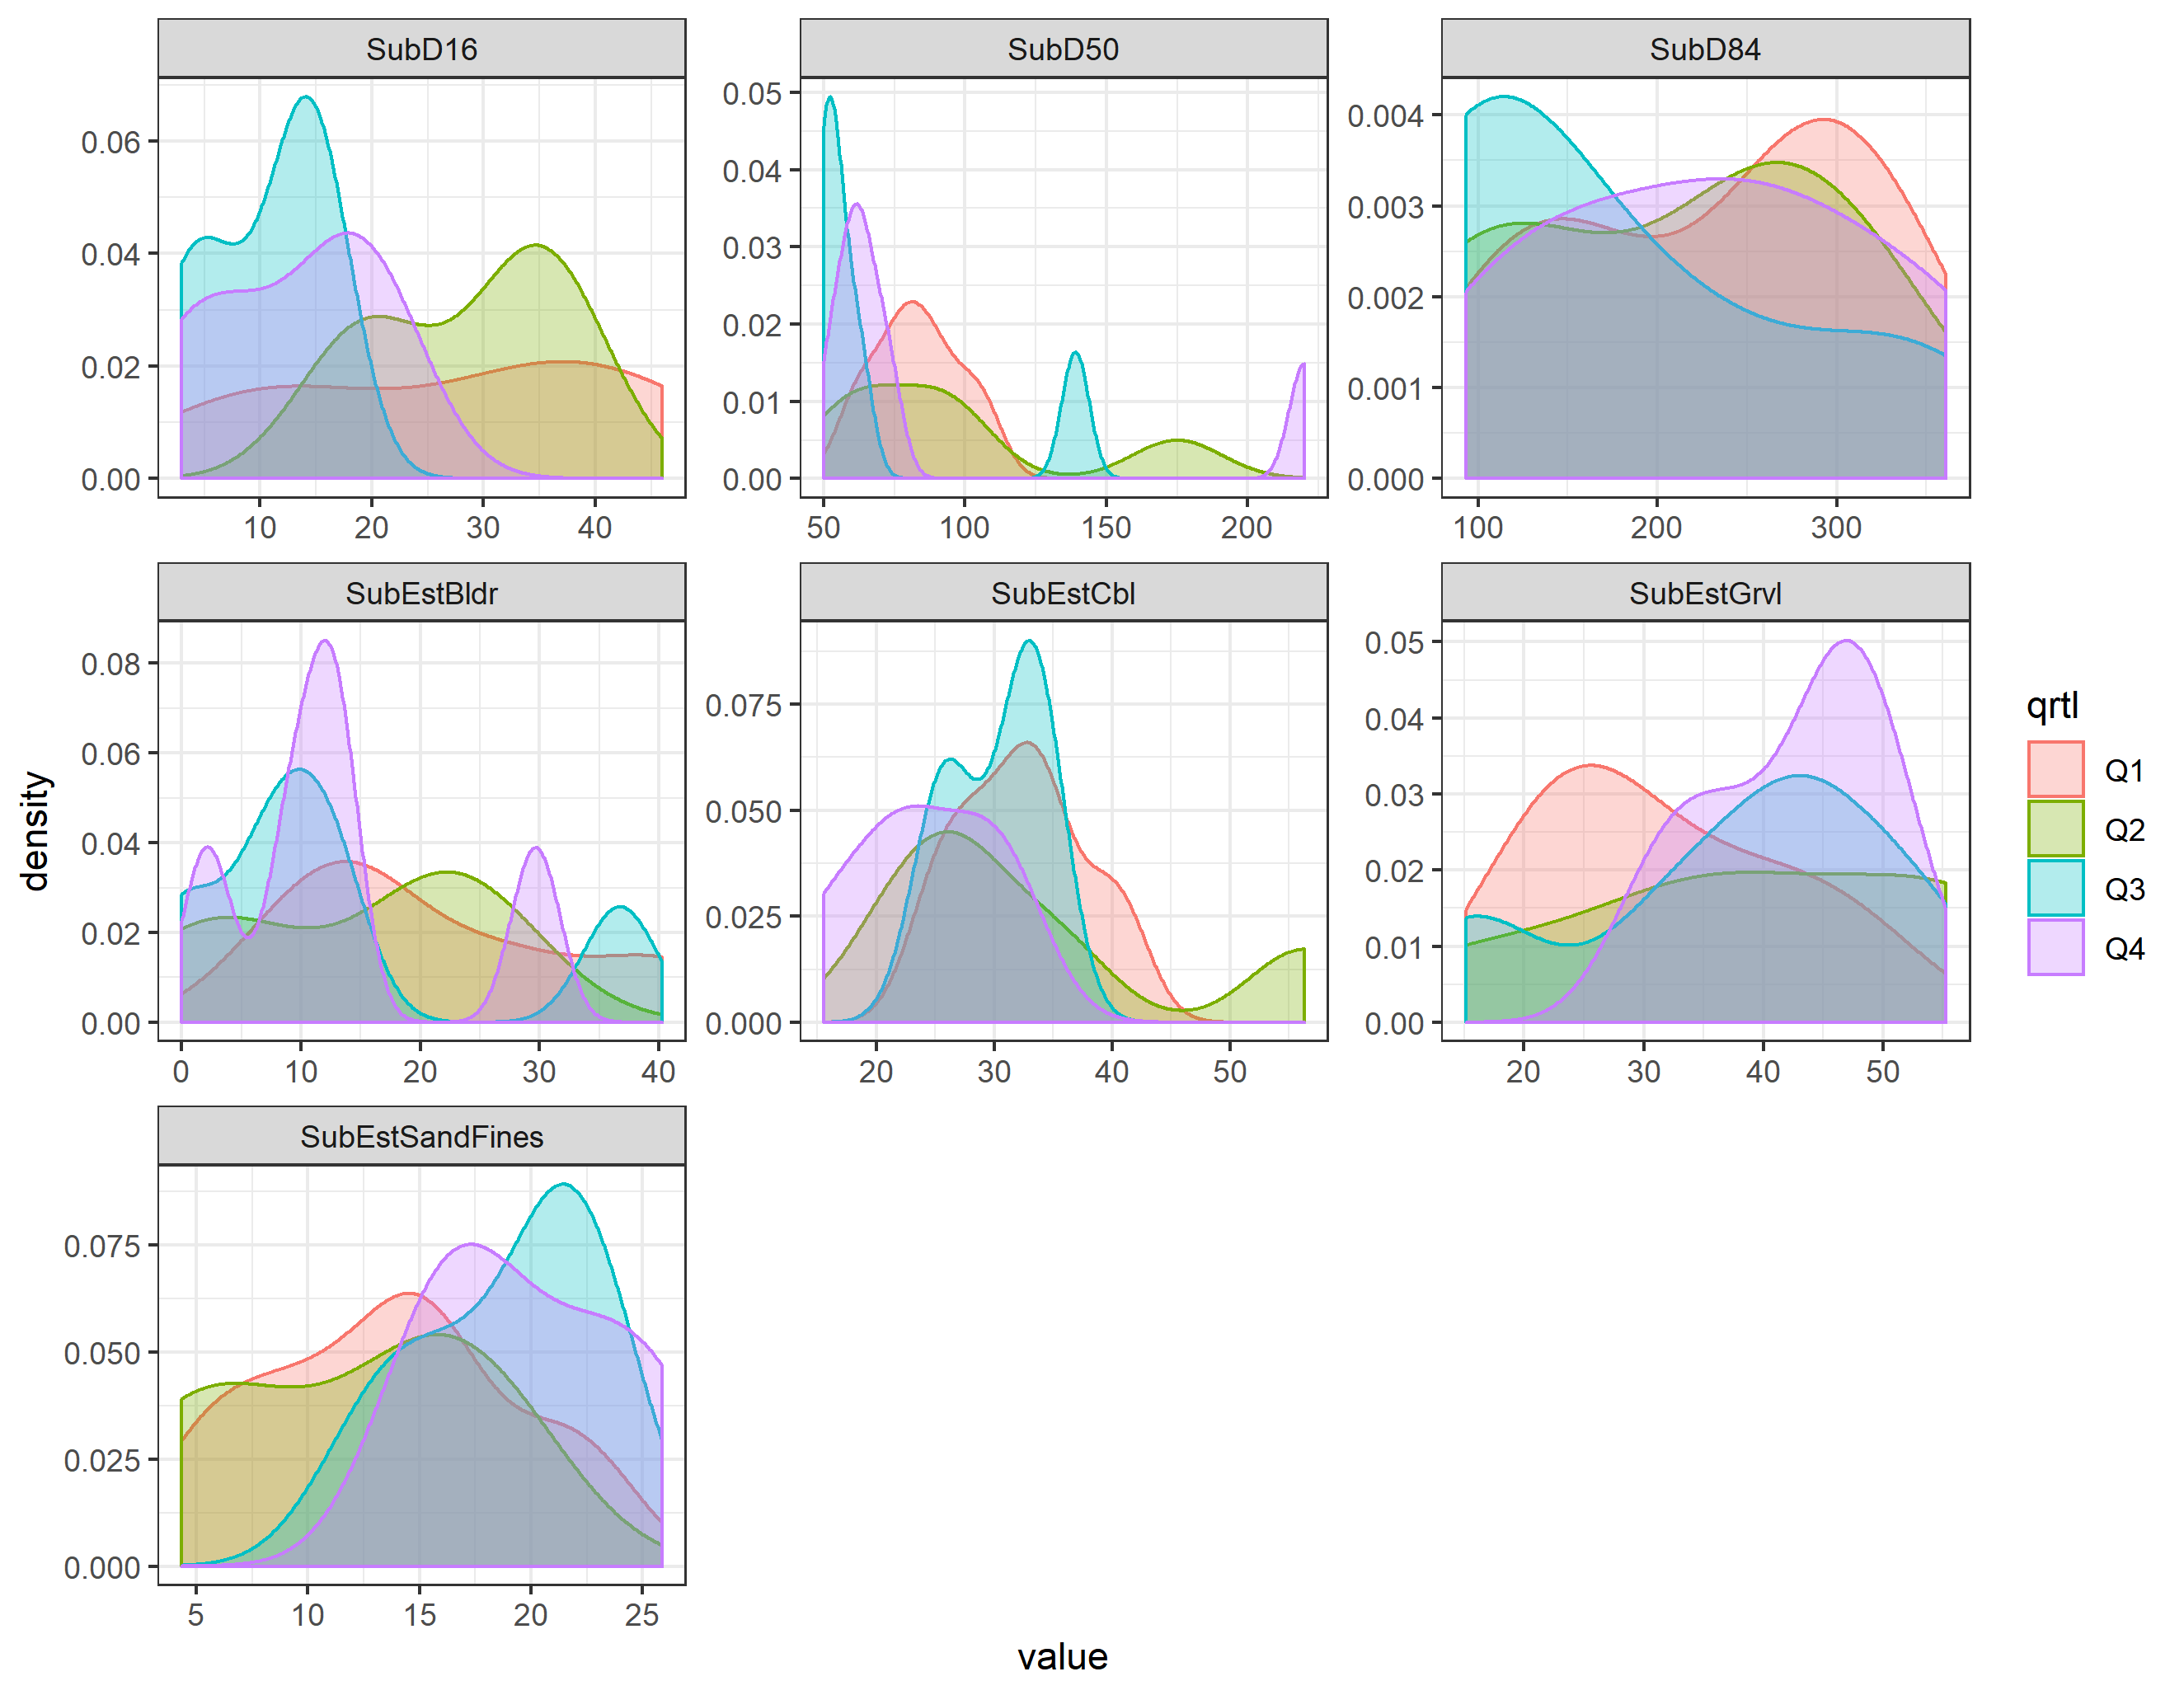 SubD16
SubD50
SubD84
0.06
0.04
0.02
0.00
10 20 30 40
0.05
0.04
0.03
0.02
0.01
0.00
50 100 150 200
0.004
0.003
0.002
0.001
0.000
100 200 300
SubEstBldr
SubEstCbl
SubEstGrvl
0.08
0.06
0.04
0.02
0.00
0 10 20 30 40
0.075
0.050
0.025
0.000
20 30 40 50
0.05
0.04
0.03
0.02
0.01
0.00
20 30 40 50
SubEstSandFines
0.075
0.050
0.025
0.000
5 10 15 20 25
density
value
qrtl
Q1
Q2
Q3
Q4